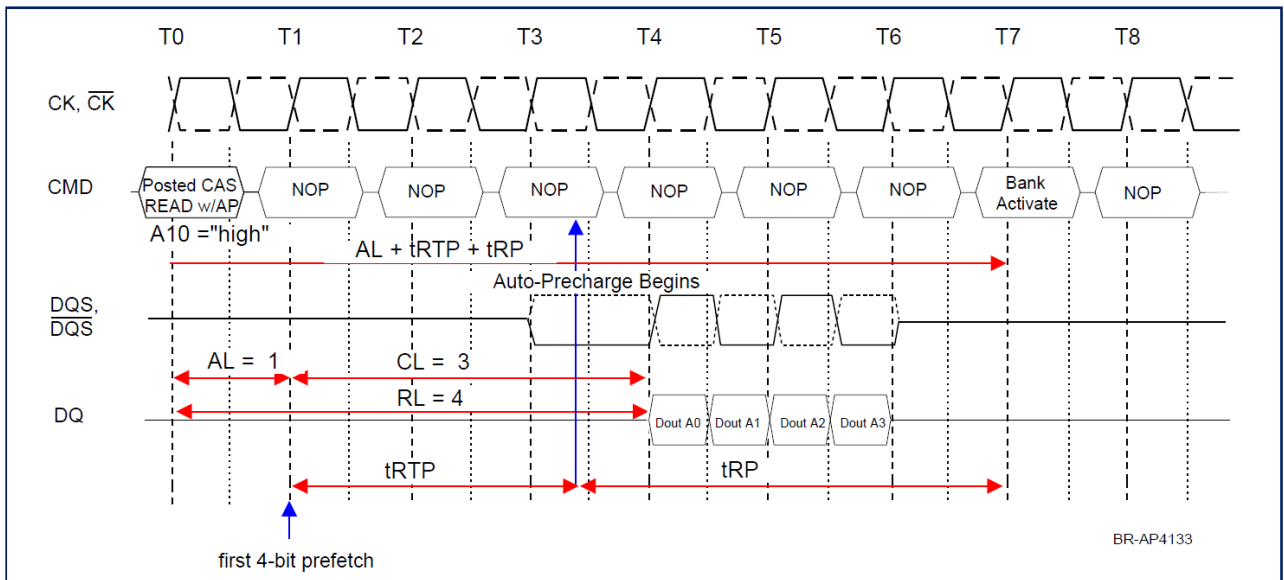 T0 T1 T2 T3 T4 T5 T6 T7 T8
CK, CK
CMD
Posted CAS
READ w/AP
NOP NOP NOP NOP NOP NOP
Bank
Activate
NOP
A10 ="high"
AL + tRTP + tRP
Auto-Precharge Begins
DQS,
DQS
AL = 1
CL = 3
RL = 4
DQ
Dout A0 Dout A1 Dout A2 Dout A3
tRTP
tRP
BR-AP4133
first 4-bit prefetch